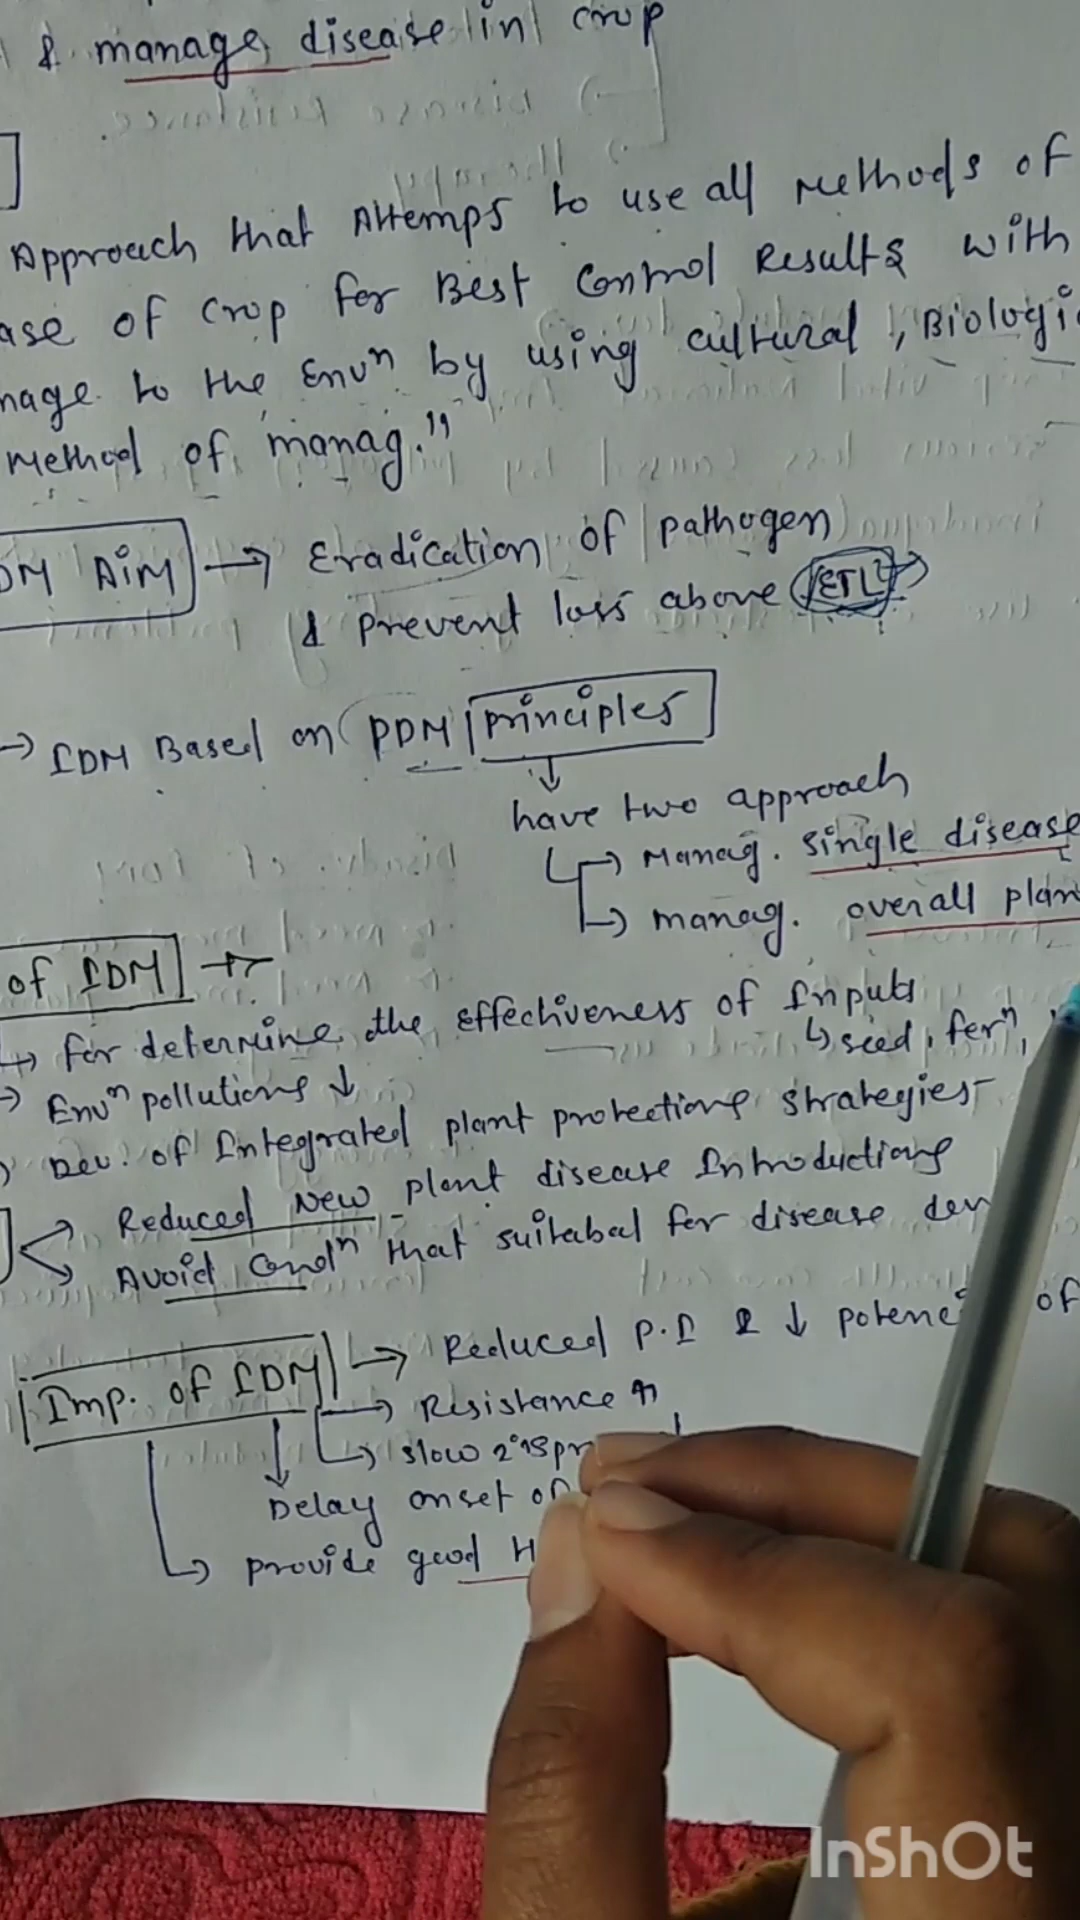 & manage disease in crop
Approach that Attemps to use all methods of
ase of crop for Best Control Results with
mage to the Envⁿ by using cultural, Biologi
method of manag."
DM AiM → Eradication of pathogen
& prevent loss above ETL
→ IDM Based on PDM principles
have two approach
→ Manag. single disease
→ manag. overall plan
of IDM →
→ for determine the effectiveness of Inputs
↳ seed, ferⁿ,
→ Envⁿ pollutions ↓
Dev. of Integrated plant protections strategies
Reduced New plant disease Introductions
Avoid Condⁿ that suitabal for disease dev
Imp. of IDM → Reduced P.I & ↓ potenci of
→ Resistance ↑
→ slow 2°
Delay onset of
→ provide good H
InShOt